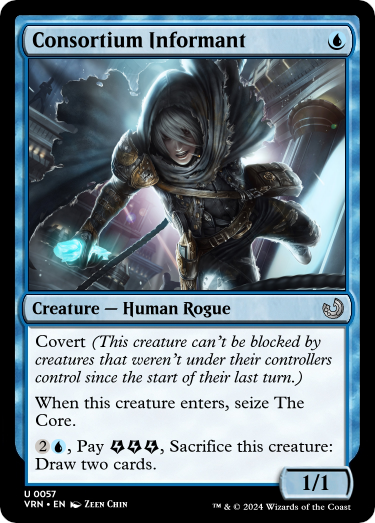 Consortium Informant
Creature — Human Rogue
Covert (This creature can't be blocked by
creatures that weren't under their controllers
control since the start of their last turn.)
When this creature enters, seize The
Core.
2, Pay , Sacrifice this creature:
Draw two cards.
1/1
U 0057
VRN • EN Zeen Chin
™ & © 2024 Wizards of the Coast